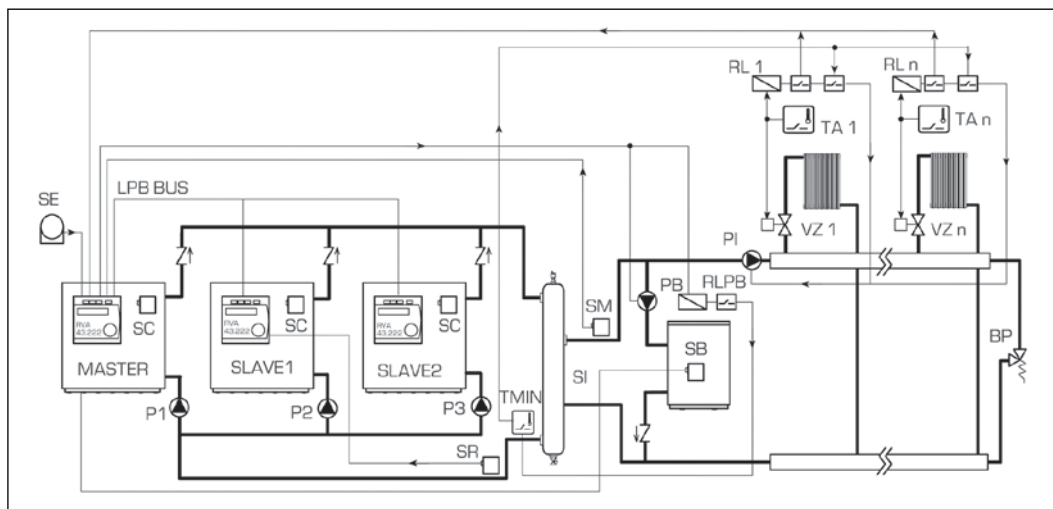 RL 1
RL n
TA 1
TA n
LPB BUS
SE
VZ 1
VZ n
PI
RVA
43.222
SC
RVA
43.222
SC
RVA
43.222
SC
SM
PB
RLPB
MASTER
SLAVE1
SLAVE2
SI
SB
BP
TMIN
P1
P2
P3
SR